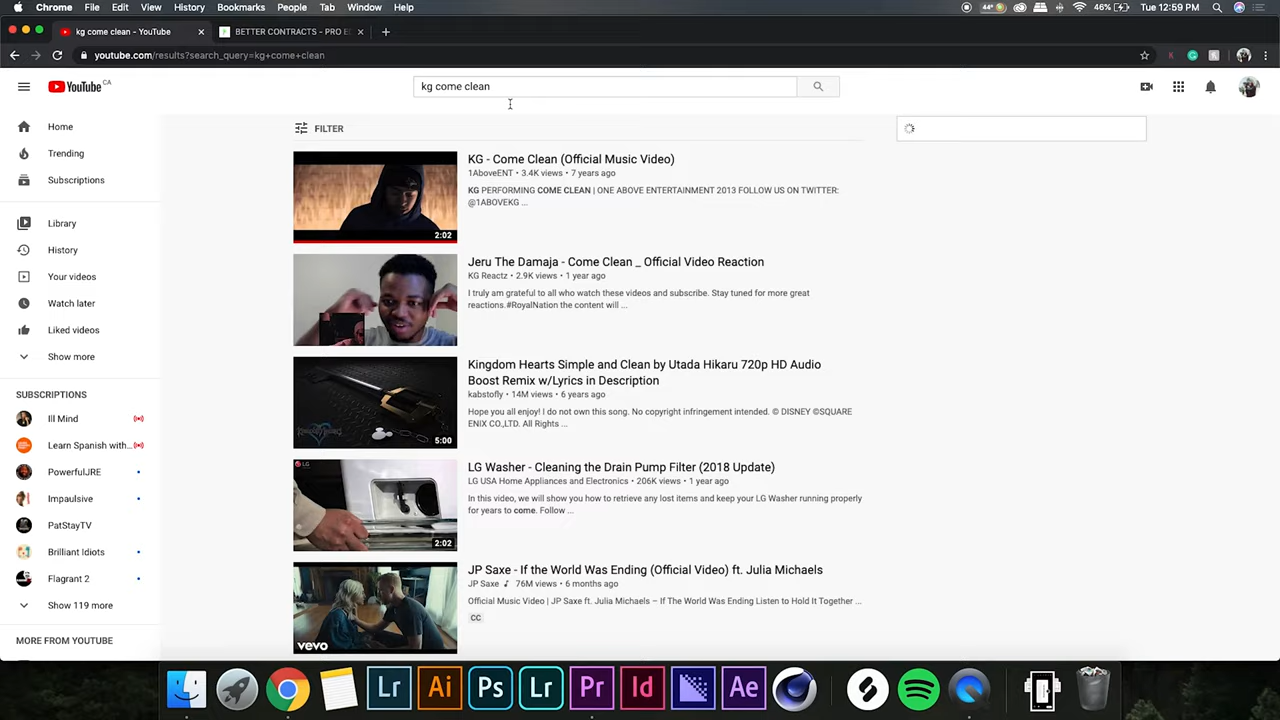 Chrome File Edit View History Bookmarks People Tab Window Help 44° 46% Tue 12:59 PM
kg come clean - YouTube BETTER CONTRACTS - PRO E
youtube.com/results?search_query=kg+come+clean
YouTube CA kg come clean
Home
Trending
Subscriptions
Library
History
Your videos
Watch later
Liked videos
Show more
SUBSCRIPTIONS
Ill Mind
Learn Spanish with...
PowerfulJRE
Impaulsive
PatStayTV
Brilliant Idiots
Flagrant 2
Show 119 more
MORE FROM YOUTUBE
FILTER
KG - Come Clean (Official Music Video)
1AboveENT • 3.4K views • 7 years ago
KG PERFORMING COME CLEAN | ONE ABOVE ENTERTAINMENT 2013 FOLLOW US ON TWITTER:
@1ABOVEKG ...
2:02
Jeru The Damaja - Come Clean _ Official Video Reaction
KG Reactz • 2.9K views • 1 year ago
I truly am grateful to all who watch these videos and subscribe. Stay tuned for more great
reactions.#RoyalNation the content will ...
Kingdom Hearts Simple and Clean by Utada Hikaru 720p HD Audio
Boost Remix w/Lyrics in Description
kabstofly • 14M views • 6 years ago
Hope you all enjoy! I do not own this song. No copyright infringement intended. © DISNEY ©SQUARE
ENIX CO.,LTD. All Rights ...
5:00
LG Washer - Cleaning the Drain Pump Filter (2018 Update)
LG USA Home Appliances and Electronics • 206K views • 1 year ago
In this video, we will show you how to retrieve any lost items and keep your LG Washer running properly
for years to come. Follow ...
LG
2:02
JP Saxe - If the World Was Ending (Official Video) ft. Julia Michaels
JP Saxe • 76M views • 6 months ago
Official Music Video | JP Saxe ft. Julia Michaels – If The World Was Ending Listen to Hold It Together ...
CC
vevo
Lr Ai Ps Lr Pr Id Ae